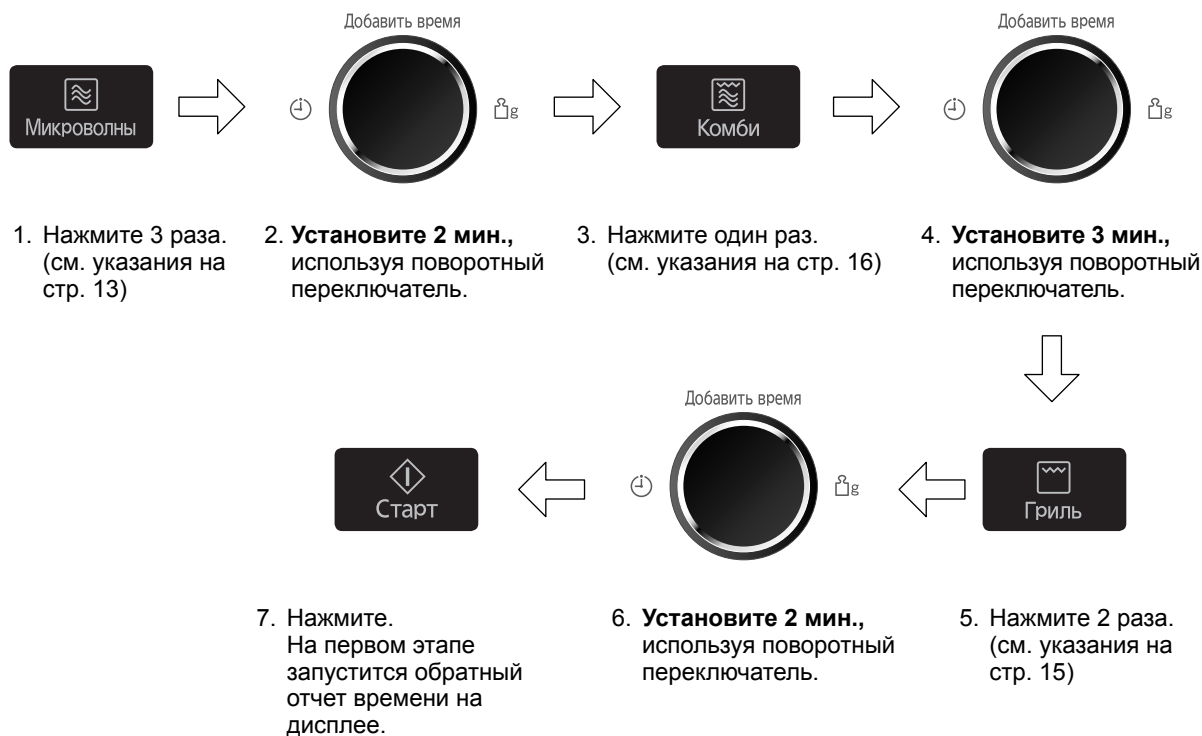 Добавить время
Добавить время
Микроволны
g
Комби
g
1. Нажмите 3 раза.
(см. указания на
стр. 13)
2. Установите 2 мин.,
используя поворотный
переключатель.
3. Нажмите один раз.
(см. указания на стр. 16)
4. Установите 3 мин.,
используя поворотный
переключатель.
Добавить время
Старт
g
Гриль
7. Нажмите.
На первом этапе
запустится обратный
отчет времени на
дисплее.
6. Установите 2 мин.,
используя поворотный
переключатель.
5. Нажмите 2 раза.
(см. указания на
стр. 15)